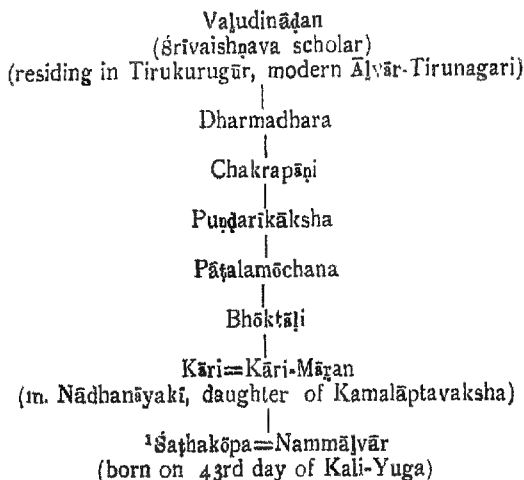 Vaḷudināḍan
(Śrīvaishṇava scholar)
(residing in Tirukurugūr, modern Āḷvār-Tirunagari)
Dharmadhara
Chakrapāṇi
Puṇḍarīkāksha
Pāṭalamōchana
Bhōktāḷi
Kāri=Kāri-Māṟan
(m. Nādhanāyakī, daughter of Kamalāptavaksha)
¹Śaṭhakōpa=Nammāḷvār
(born on 43rd day of Kali-Yuga)